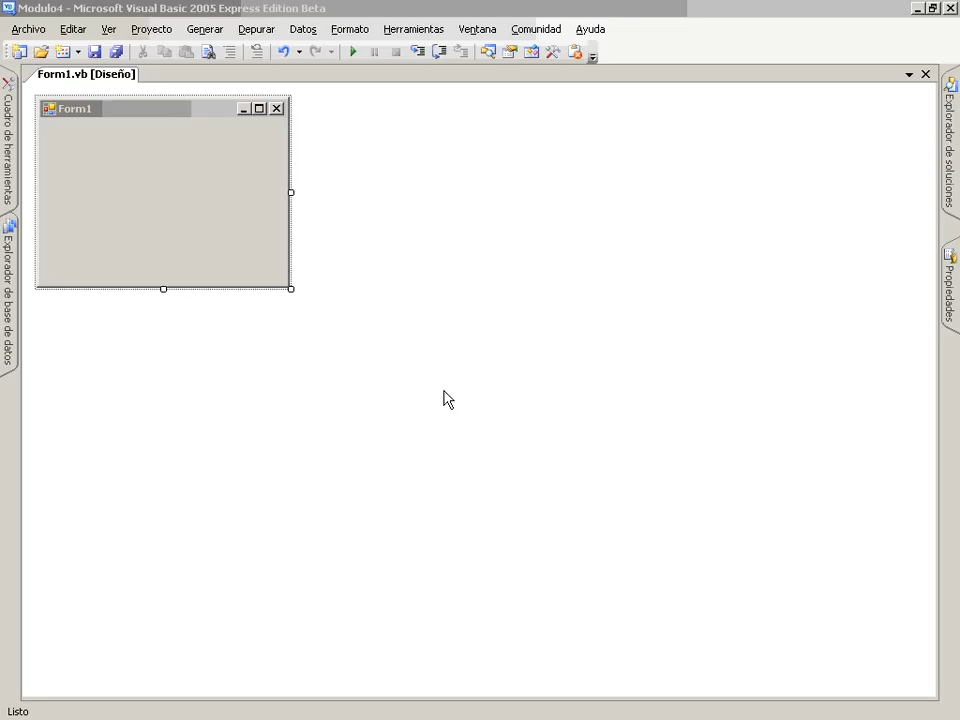 Modulo4 - Microsoft Visual Basic 2005 Express Edition Beta
Archivo Editar Ver Proyecto Generar Depurar Datos Formato Herramientas Ventana Comunidad Ayuda
Form1.vb [Diseño]
Form1
Cuadro de herramientas
Explorador de base de datos
Explorador de soluciones
Propiedades
Listo